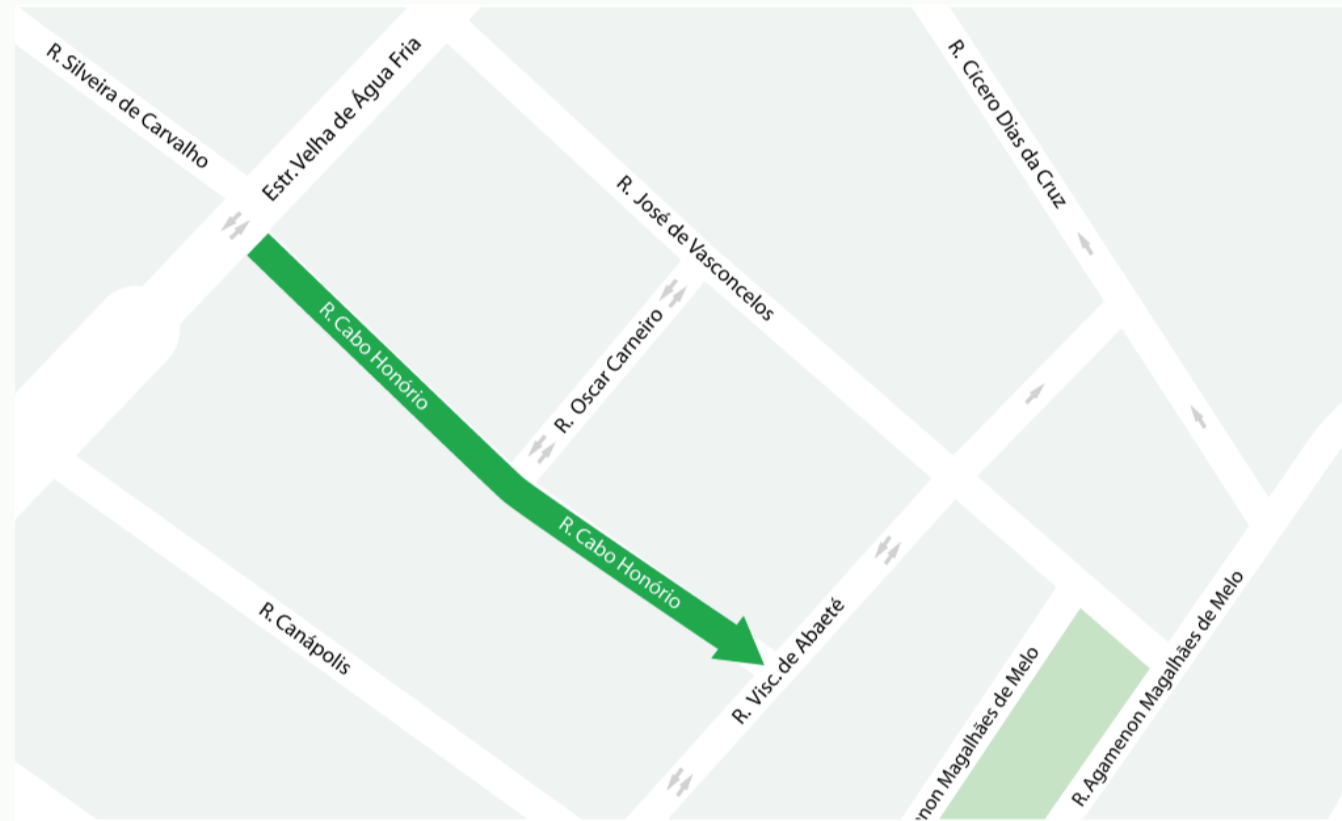 R. Silveira de Carvalho
Estr. Velha de Água Fria
R. Cícero Dias da Cruz
R. José de Vasconcelos
R. Cabo Honório
R. Oscar Carneiro
R. Cabo Honório
R. Canápolis
R. Visc. de Abaeté
non Magalhães de Melo
R. Agamenon Magalhães de Melo